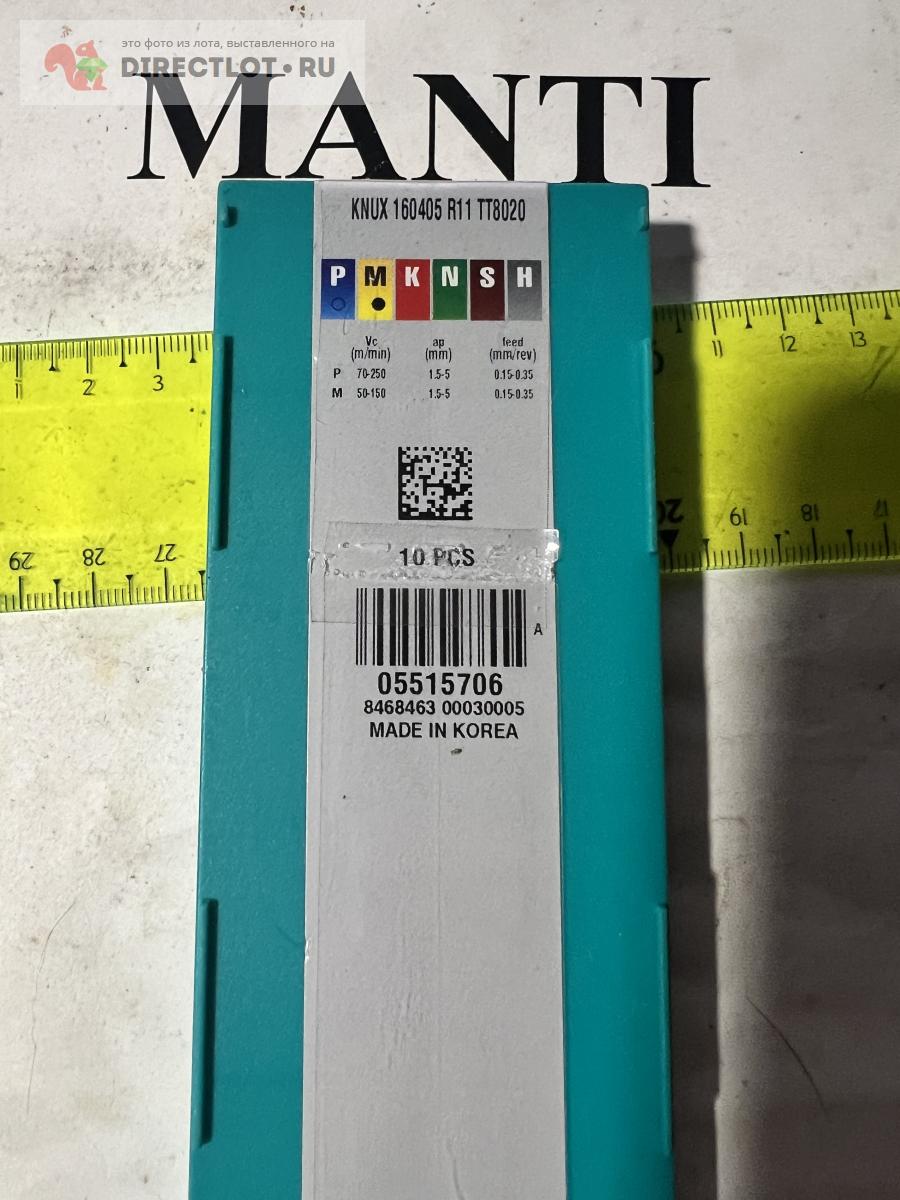 это фото из лота, выставленного на
DIRECTLOT.RU
MANTI
KNUX 160405 R11 TT8020
P M K N S H
Vc ap feed
(m/min) (mm) (mm/rev)
P 70-250 1.5-5 0.15-0.35
M 50-150 1.5-5 0.15-0.35
1 2 3 11 12 13
29 28 27 20 19 18 17
10 PCS
A
05515706
8468463 00030005
MADE IN KOREA